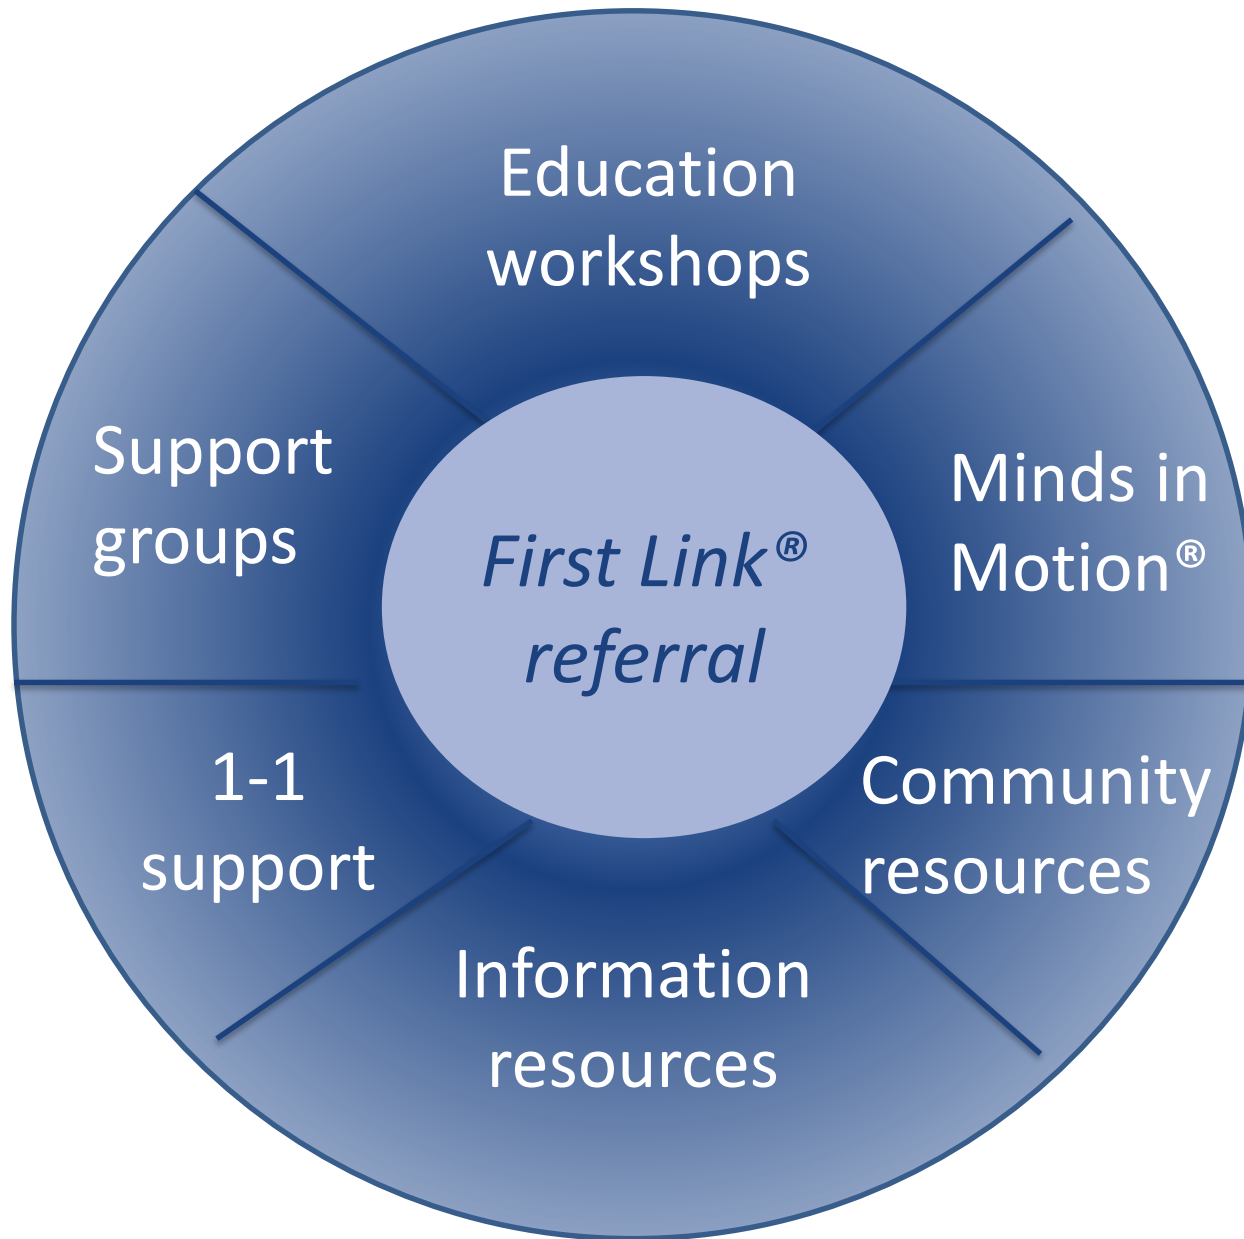 Education
workshops
Support
groups
Minds in
Motion®
First Link®
referral
1-1
support
Community
resources
Information
resources